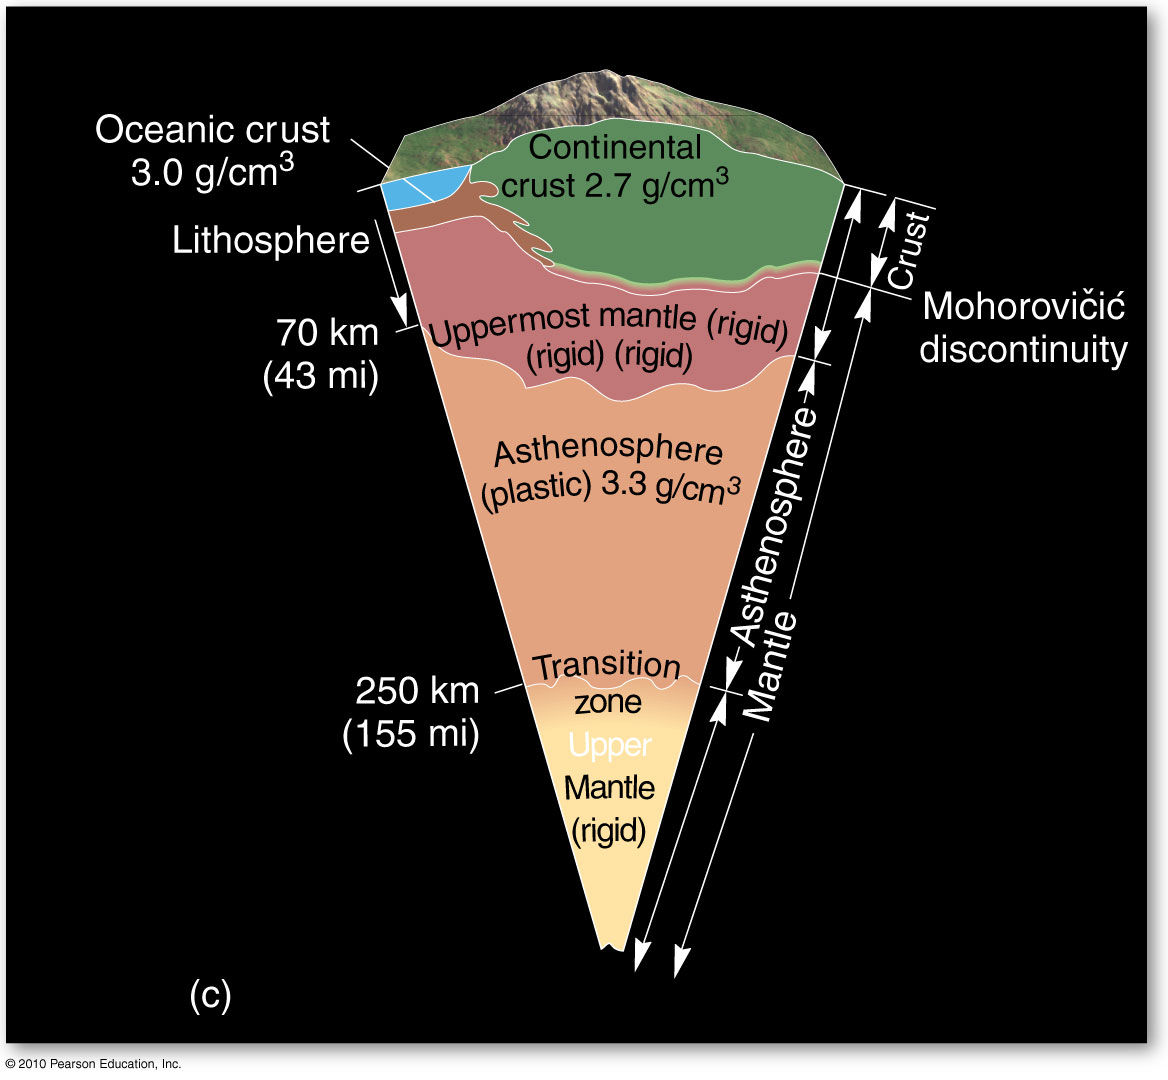 Oceanic crust
3.0 g/cm³
Continental
crust 2.7 g/cm³
Lithosphere
Crust
Mohorovičić
discontinuity
70 km
(43 mi)
Uppermost mantle (rigid)
(rigid) (rigid)
Asthenosphere
(plastic) 3.3 g/cm³
Asthenosphere
Mantle
250 km
(155 mi)
Transition
zone
Upper
Mantle
(rigid)
(c)
© 2010 Pearson Education, Inc.